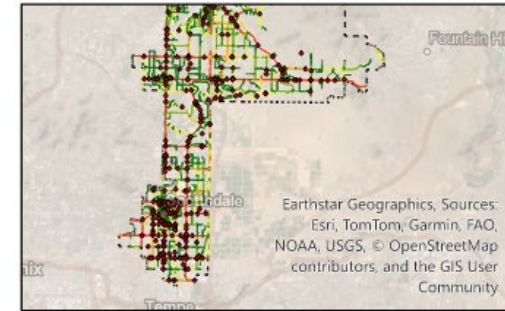 Fountain Hi
Scottsdale
Earthstar Geographics, Sources:
Esri, TomTom, Garmin, FAO,
NOAA, USGS, © OpenStreetMap
contributors, and the GIS User
Community
nix
Tempe